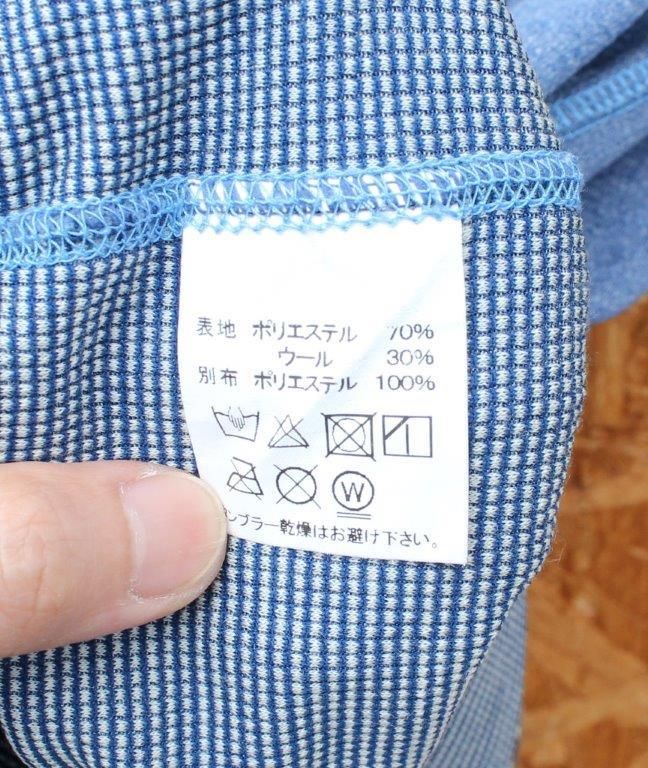 表地 ポリエステル 70%
ウール 30%
別布 ポリエステル 100%
W
ンブラー乾燥はお避け下さい。